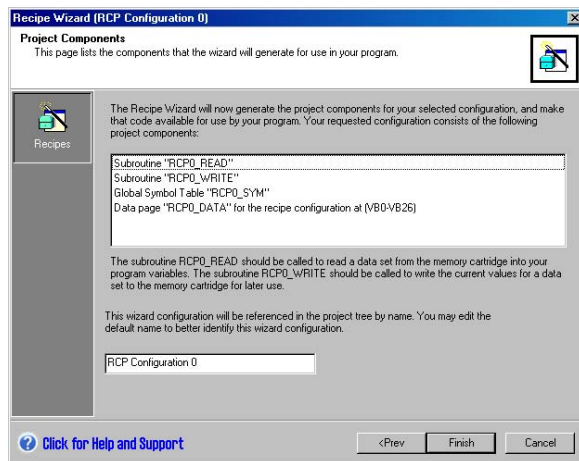 Recipe Wizard (RCP Configuration 0)
Project Components
This page lists the components that the wizard will generate for use in your program.
Recipes
The Recipe Wizard will now generate the project components for your selected configuration, and make
that code available for use by your program. Your requested configuration consists of the following
project components:
Subroutine "RCP0_READ"
Subroutine "RCP0_WRITE"
Global Symbol Table "RCP0_SYM"
Data page "RCP0_DATA" for the recipe configuration at (VB0-VB26)
The subroutine RCP0_READ should be called to read a data set from the memory cartridge into your
program variables. The subroutine RCP0_WRITE should be called to write the current values for a data
set to the memory cartridge for later use.
This wizard configuration will be referenced in the project tree by name. You may edit the
default name to better identify this wizard configuration.
RCP Configuration 0
Click for Help and Support
<Prev
Finish
Cancel